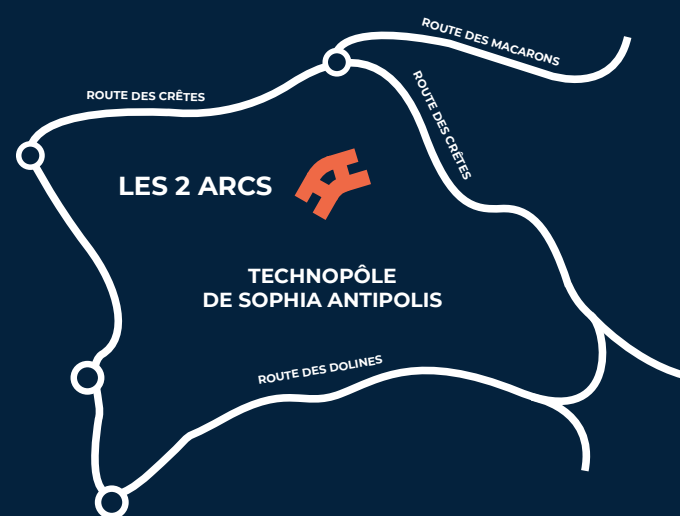 ROUTE DES MACARONS
ROUTE DES CRÊTES
ROUTE DES CRÊTES
LES 2 ARCS
TECHNOPÔLE
DE SOPHIA ANTIPOLIS
ROUTE DES DOLINES